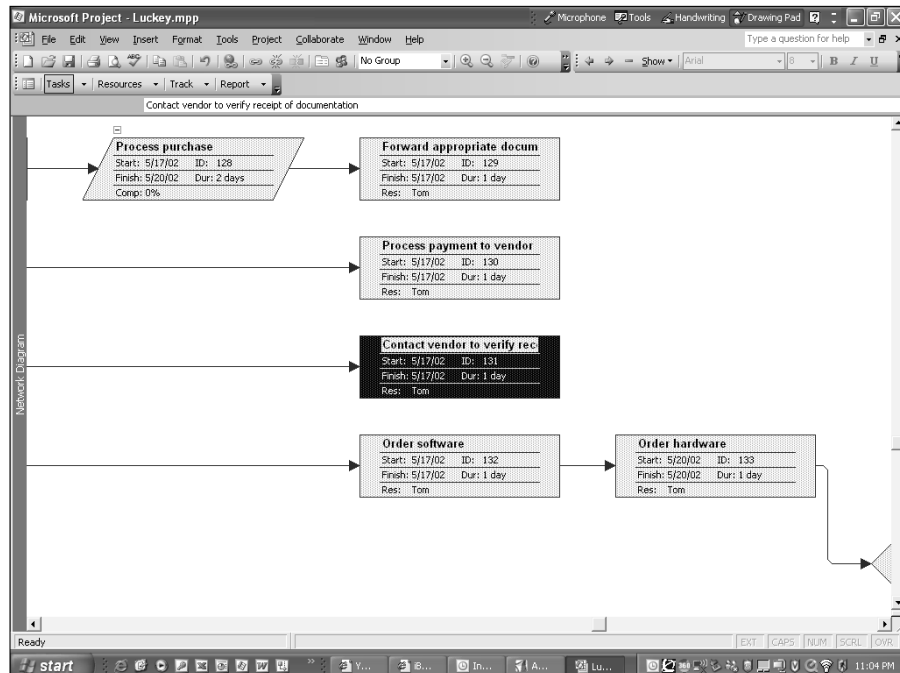 Microsoft Project - Luckey.mpp
Microphone Tools Handwriting Drawing Pad
File Edit View Insert Format Tools Project Collaborate Window Help
Type a question for help
No Group Show Arial 8 B I U
Tasks Resources Track Report
Contact vendor to verify receipt of documentation
Process purchase
Start: 5/17/02 ID: 128
Finish: 5/20/02 Dur: 2 days
Comp: 0%
Forward appropriate docum
Start: 5/17/02 ID: 129
Finish: 5/17/02 Dur: 1 day
Res: Tom
Process payment to vendor
Start: 5/17/02 ID: 130
Finish: 5/17/02 Dur: 1 day
Res: Tom
Contact vendor to verify rec
Start: 5/17/02 ID: 131
Finish: 5/17/02 Dur: 1 day
Res: Tom
Network Diagram
Order software
Start: 5/17/02 ID: 132
Finish: 5/17/02 Dur: 1 day
Res: Tom
Order hardware
Start: 5/20/02 ID: 133
Finish: 5/20/02 Dur: 1 day
Res: Tom
Ready
EXT CAPS NUM SCRL OVR
start Y... iB... In... A... Lu... 11:04 PM